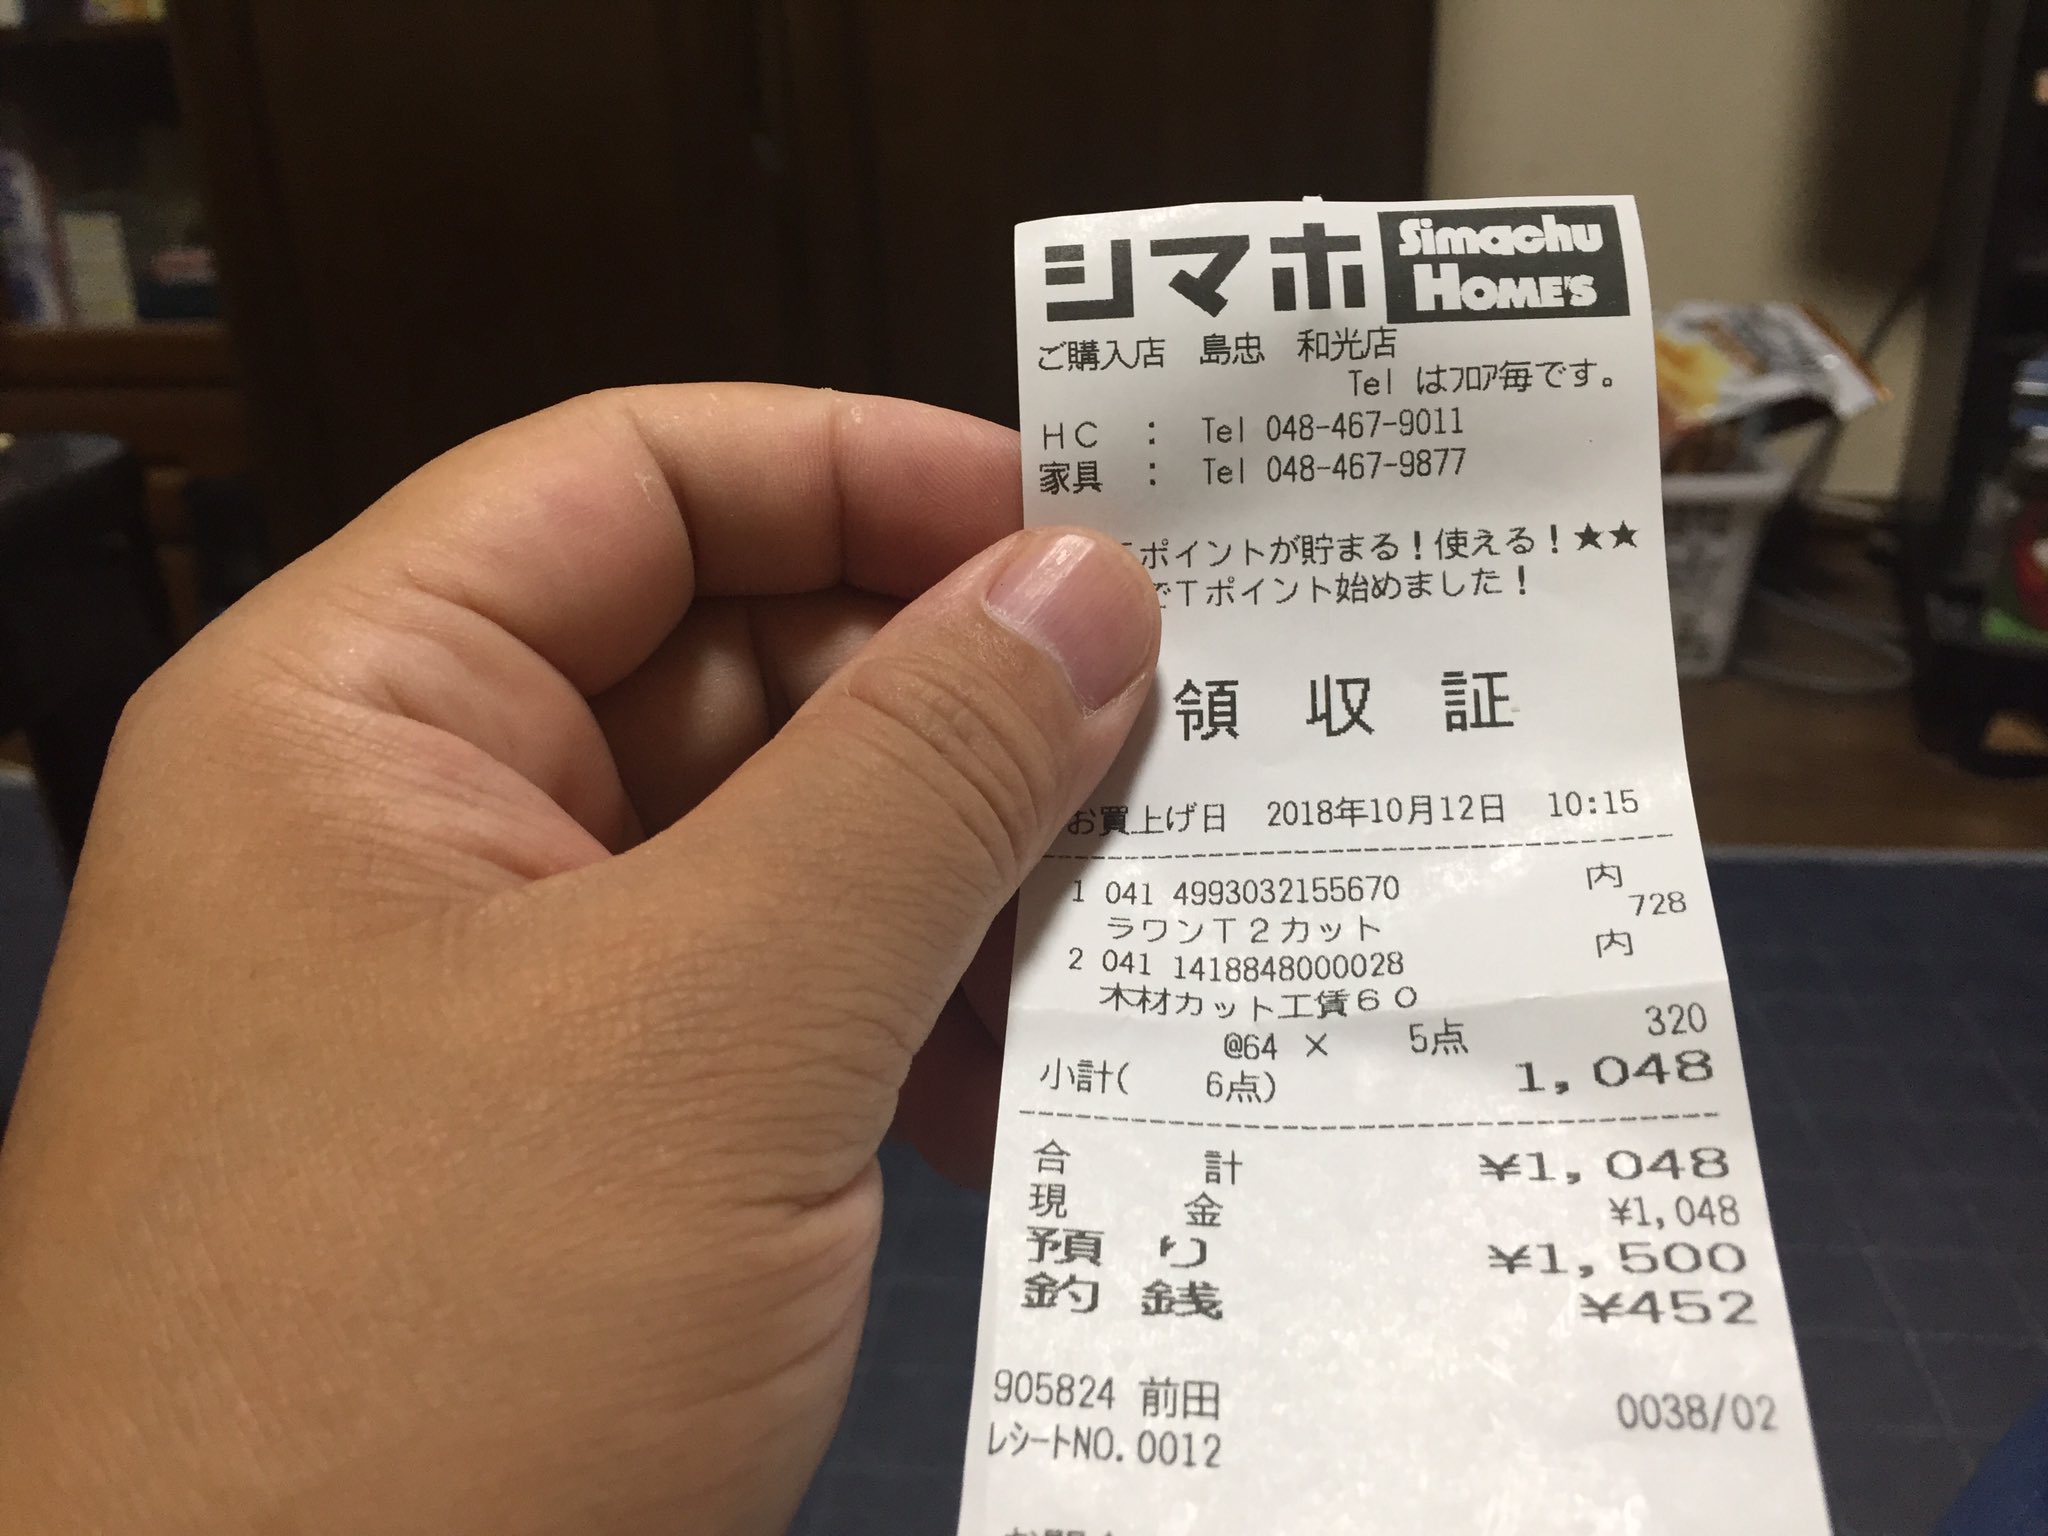 シマホ Simachu HOME'S
ご購入店 島忠 和光店
Tel はﾌﾛｱ毎です。
HC : Tel 048-467-9011
家具 : Tel 048-467-9877
ポイントが貯まる!使える!★★
でTポイント始めました!
領収証
お買上げ日 2018年10月12日 10:15
1 041 4993032155670 内
ラワンT2カット 728
2 041 1418848000028 内
木材カット工賃60
@64 × 5点 320
小計( 6点) 1,048
合計 ¥1,048
現金 ¥1,048
預り ¥1,500
釣銭 ¥452
905824 前田 0038/02
ﾚｼｰﾄNO.0012